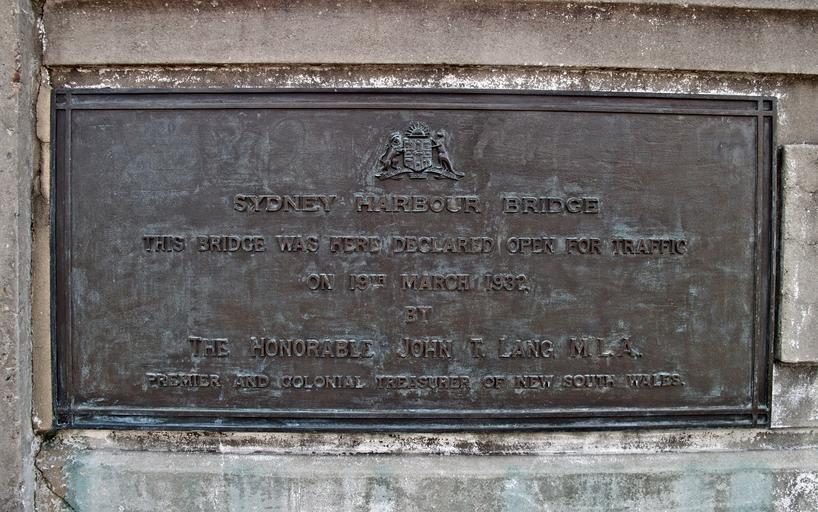 SYDNEY HARBOUR BRIDGE
THIS BRIDGE WAS HERE DECLARED OPEN FOR TRAFFIC
ON 19TH MARCH 1932
BY
THE HONORABLE JOHN T. LANG M.L.A.
PREMIER AND COLONIAL TREASURER OF NEW SOUTH WALES.